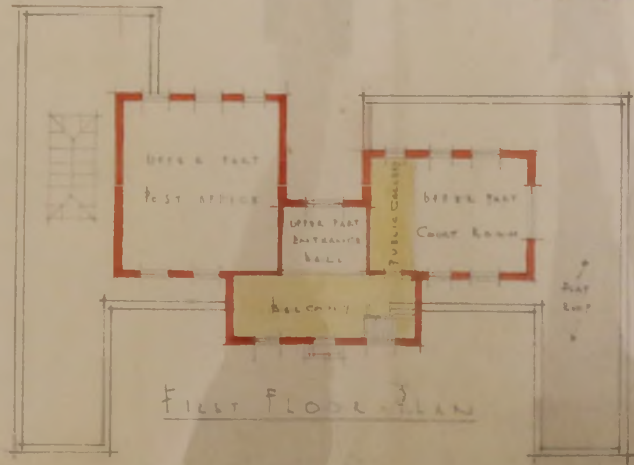 UPPER PART
POST OFFICE
UPPER PART
ENTRANCE
HALL
PUBLIC GALLERY
UPPER PART
COURT ROOM
BALCONY
FLAT
ROOF
FIRST FLOOR PLAN